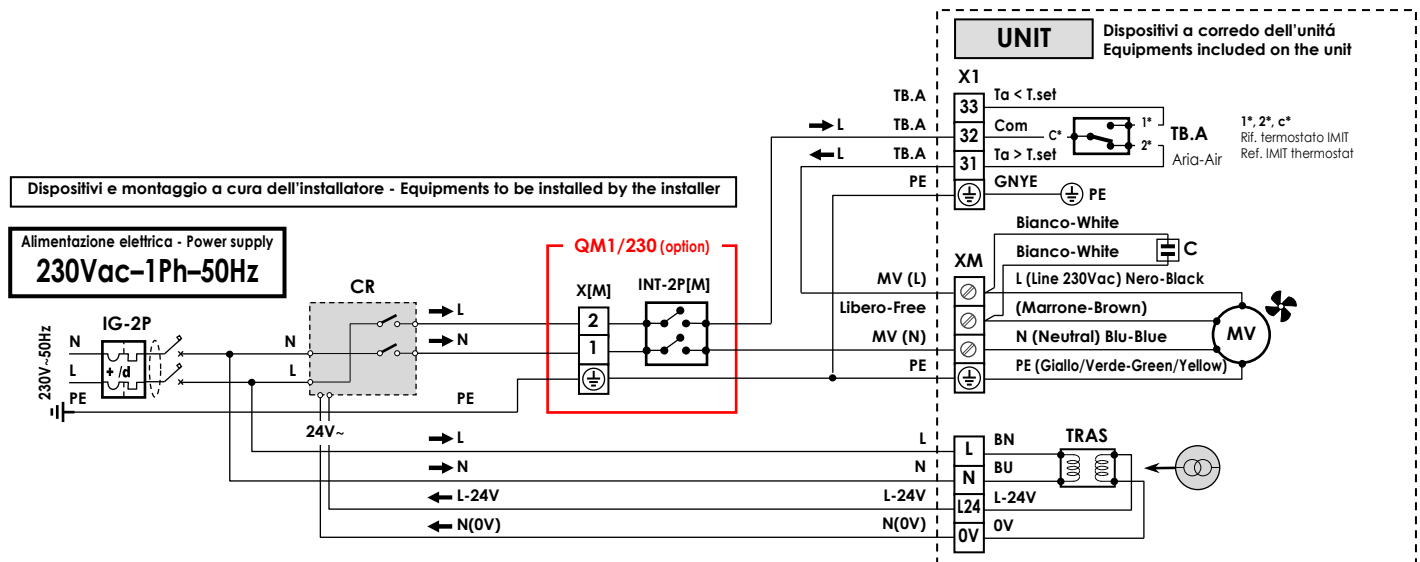 UNIT
Dispositivi a corredo dell'unitá
Equipments included on the unit
X1
TB.A
33
Ta < T.set
L
TB.A
32
Com
C*
1*
2*
TB.A
Aria-Air
1*, 2*, c*
Rif. termostato IMIT
Ref. IMIT thermostat
L
TB.A
31
Ta > T.set
PE
GNYE
PE
Dispositivi e montaggio a cura dell'installatore - Equipments to be installed by the installer
Alimentazione elettrica - Power supply
230Vac–1Ph–50Hz
QM1/230 (option)
X[M]
INT-2P[M]
2
1
XM
Bianco-White
Bianco-White
C
MV (L)
L (Line 230Vac) Nero-Black
Libero-Free
(Marrone-Brown)
MV (N)
N (Neutral) Blu-Blue
PE
PE (Giallo/Verde-Green/Yellow)
MV
CR
L
N
N
L
24V~
IG-2P
230V~50Hz
N
L
PE
+ /d
PE
L
L
L
BN
TRAS
N
N
N
BU
L-24V
L-24V
L24
L-24V
N(0V)
N(0V)
0V
0V